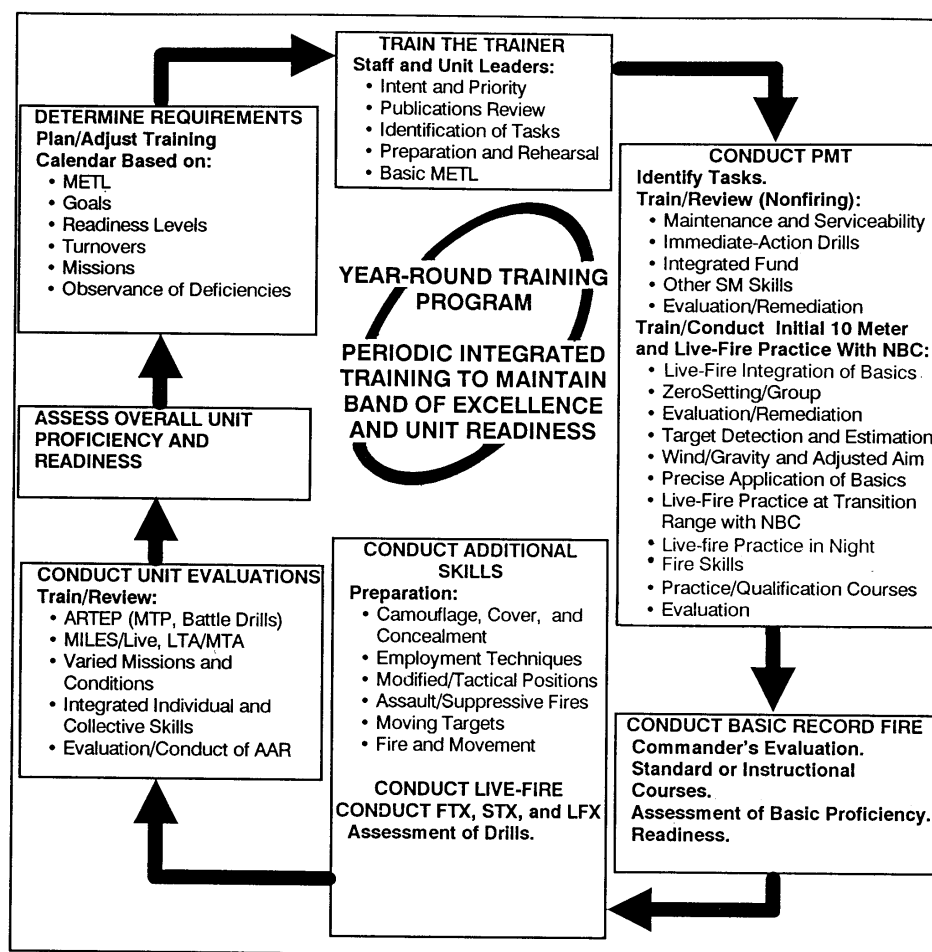 TRAIN THE TRAINER
Staff and Unit Leaders:
• Intent and Priority
• Publications Review
• Identification of Tasks
• Preparation and Rehearsal
• Basic METL
DETERMINE REQUIREMENTS
Plan/Adjust Training
Calendar Based on:
• METL
• Goals
• Readiness Levels
• Turnovers
• Missions
• Observance of Deficiencies
CONDUCT PMT
Identify Tasks.
Train/Review (Nonfiring):
• Maintenance and Serviceability
• Immediate-Action Drills
• Integrated Fund
• Other SM Skills
• Evaluation/Remediation
Train/Conduct Initial 10 Meter
and Live-Fire Practice With NBC:
• Live-Fire Integration of Basics
• ZeroSetting/Group
• Evaluation/Remediation
• Target Detection and Estimation
• Wind/Gravity and Adjusted Aim
• Precise Application of Basics
• Live-Fire Practice at Transition
Range with NBC
• Live-fire Practice in Night
• Fire Skills
• Practice/Qualification Courses
• Evaluation
YEAR-ROUND TRAINING
PROGRAM
PERIODIC INTEGRATED
TRAINING TO MAINTAIN
BAND OF EXCELLENCE
AND UNIT READINESS
ASSESS OVERALL UNIT
PROFICIENCY AND
READINESS
CONDUCT UNIT EVALUATIONS
Train/Review:
• ARTEP (MTP, Battle Drills)
• MILES/Live, LTA/MTA
• Varied Missions and
Conditions
• Integrated Individual and
Collective Skills
• Evaluation/Conduct of AAR
CONDUCT ADDITIONAL
SKILLS
Preparation:
• Camouflage, Cover, and
Concealment
• Employment Techniques
• Modified/Tactical Positions
• Assault/Suppressive Fires
• Moving Targets
• Fire and Movement
CONDUCT LIVE-FIRE
CONDUCT FTX, STX, and LFX
Assessment of Drills.
CONDUCT BASIC RECORD FIRE
Commander's Evaluation.
Standard or Instructional
Courses.
Assessment of Basic Proficiency.
Readiness.